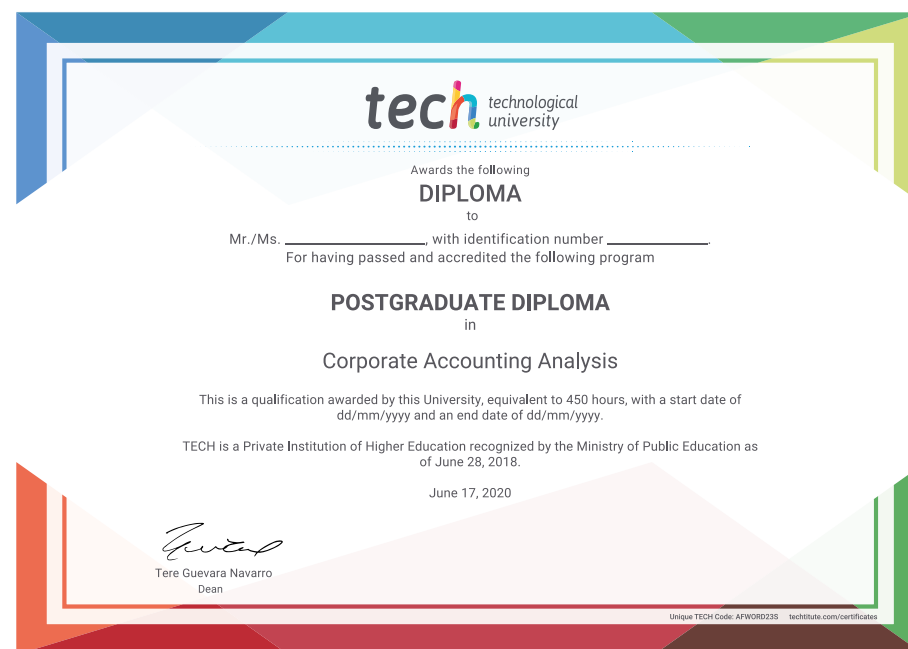 tech technological
university
Awards the following
DIPLOMA
to
Mr./Ms. ____________, with identification number ____________.
For having passed and accredited the following program
POSTGRADUATE DIPLOMA
in
Corporate Accounting Analysis
This is a qualification awarded by this University, equivalent to 450 hours, with a start date of
dd/mm/yyyy and an end date of dd/mm/yyyy.
TECH is a Private Institution of Higher Education recognized by the Ministry of Public Education as
of June 28, 2018.
June 17, 2020
Tere Guevara Navarro
Dean
Unique TECH Code: AFWORD23S techtitute.com/certificates